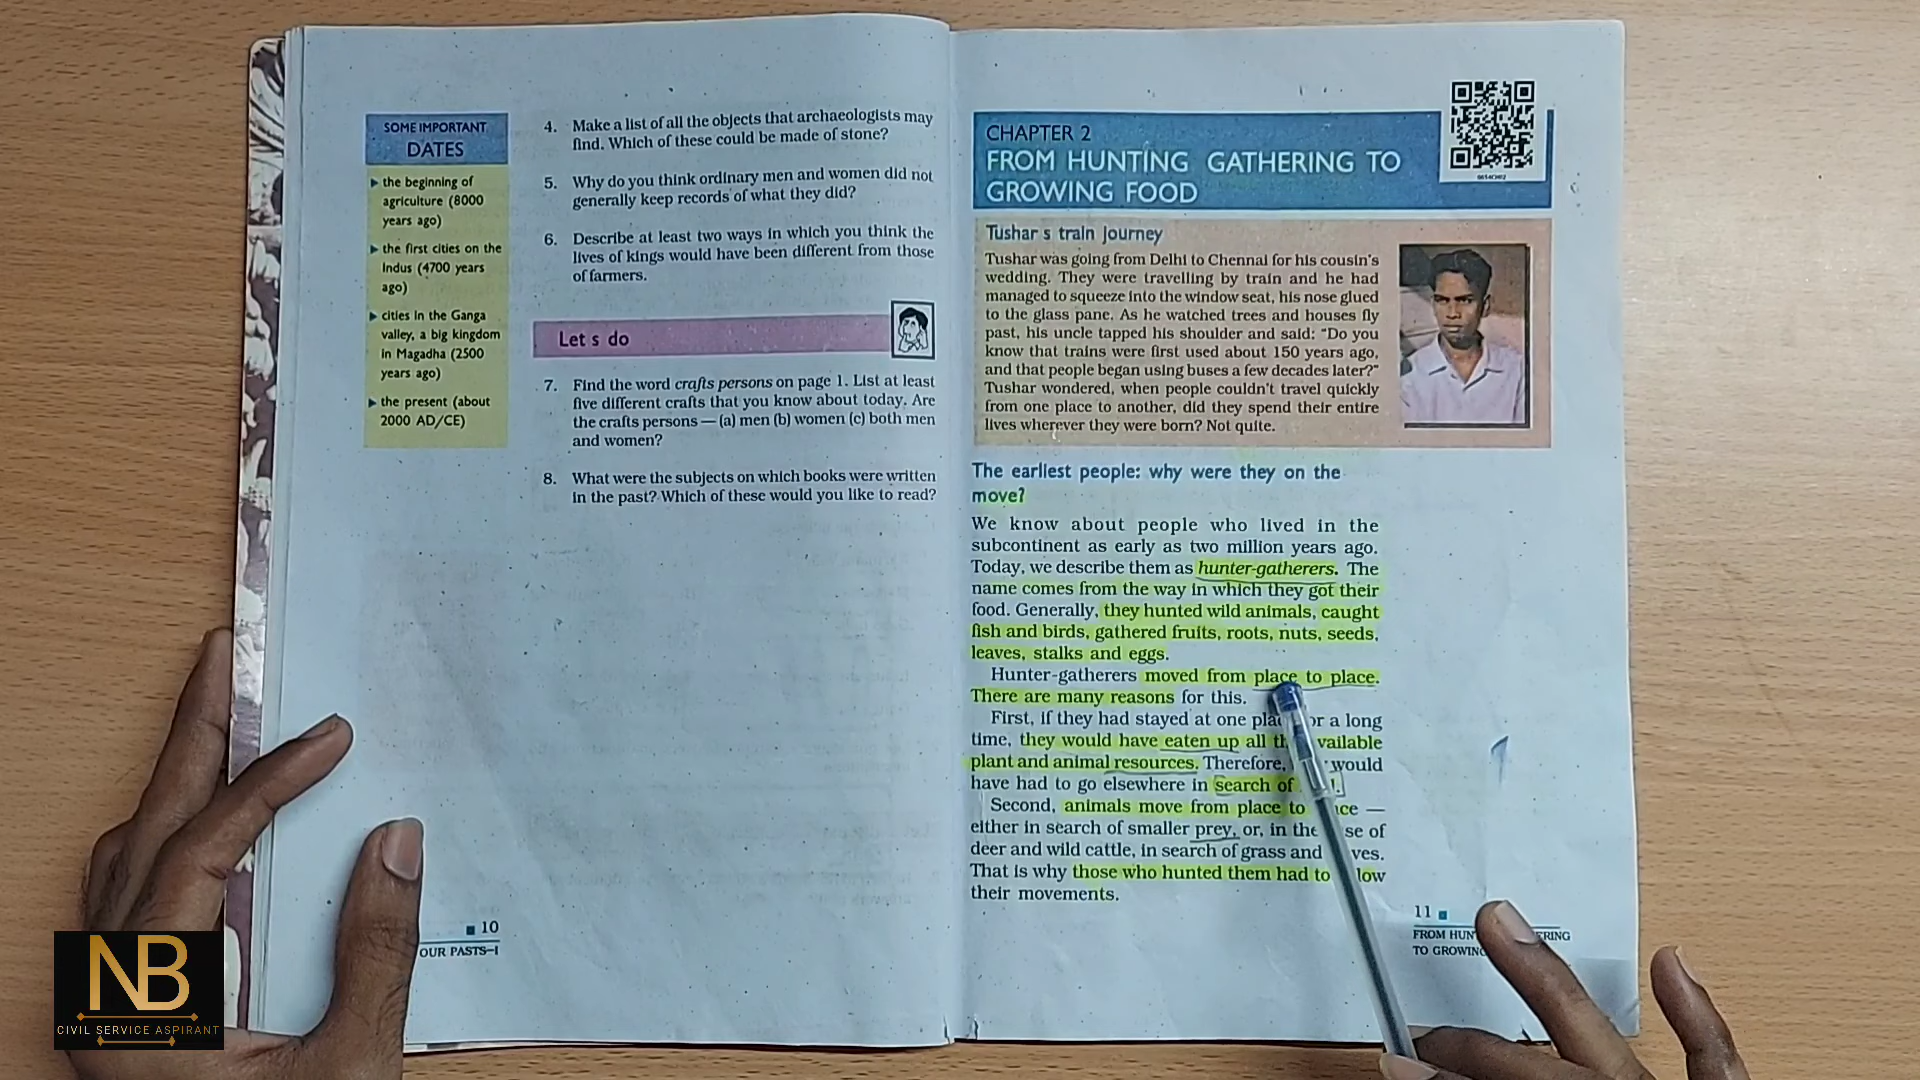 SOME IMPORTANT
DATES
the beginning of
agriculture (8000
years ago)
the first cities on the
Indus (4700 years
ago)
cities in the Ganga
valley, a big kingdom
in Magadha (2500
years ago)
the present (about
2000 AD/CE)
4. Make a list of all the objects that archaeologists may
find. Which of these could be made of stone?
5. Why do you think ordinary men and women did not
generally keep records of what they did?
6. Describe at least two ways in which you think the
lives of kings would have been different from those
of farmers.
Let s do
7. Find the word crafts persons on page 1. List at least
five different crafts that you know about today. Are
the crafts persons — (a) men (b) women (c) both men
and women?
8. What were the subjects on which books were written
in the past? Which of these would you like to read?
10
OUR PASTS–I
CHAPTER 2
FROM HUNTING GATHERING TO
GROWING FOOD
Tushar s train journey
Tushar was going from Delhi to Chennai for his cousin's
wedding. They were travelling by train and he had
managed to squeeze into the window seat, his nose glued
to the glass pane. As he watched trees and houses fly
past, his uncle tapped his shoulder and said: "Do you
know that trains were first used about 150 years ago,
and that people began using buses a few decades later?"
Tushar wondered, when people couldn't travel quickly
from one place to another, did they spend their entire
lives wherever they were born? Not quite.
The earliest people: why were they on the
move?
We know about people who lived in the
subcontinent as early as two million years ago.
Today, we describe them as hunter-gatherers. The
name comes from the way in which they got their
food. Generally, they hunted wild animals, caught
fish and birds, gathered fruits, roots, nuts, seeds,
leaves, stalks and eggs.
Hunter-gatherers moved from place to place.
There are many reasons for this.
First, if they had stayed at one or a long
time, they would have eaten up all
plant and animal resources. Therefore, would
have had to go elsewhere in search of
Second, animals move from place to —
either in search of smaller prey, or, in the of
deer and wild cattle, in search of grass and
That is why those who hunted them had to
their movements.
11
FROM
TO
NB
CIVIL SERVICE ASPIRANT